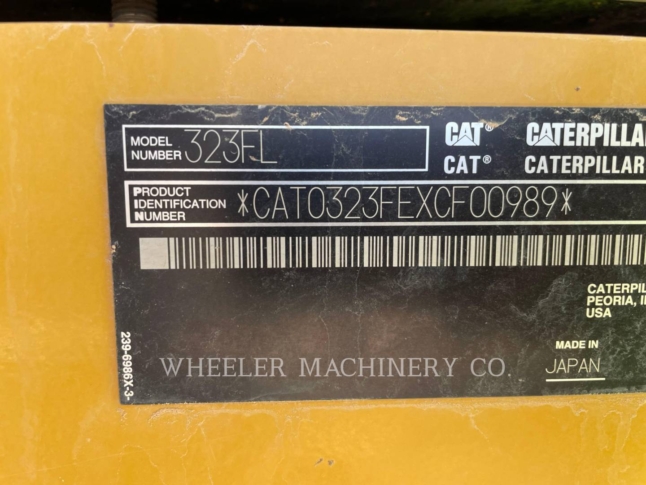 MODEL NUMBER 323FL
CAT® CATERPILLAR
CAT® CATERPILLAR
PRODUCT IDENTIFICATION NUMBER *CAT0323FEXCF00989*
CATERPIL
PEORIA, I
USA
239-6986X-3-
MADE IN
JAPAN
WHEELER MACHINERY CO.